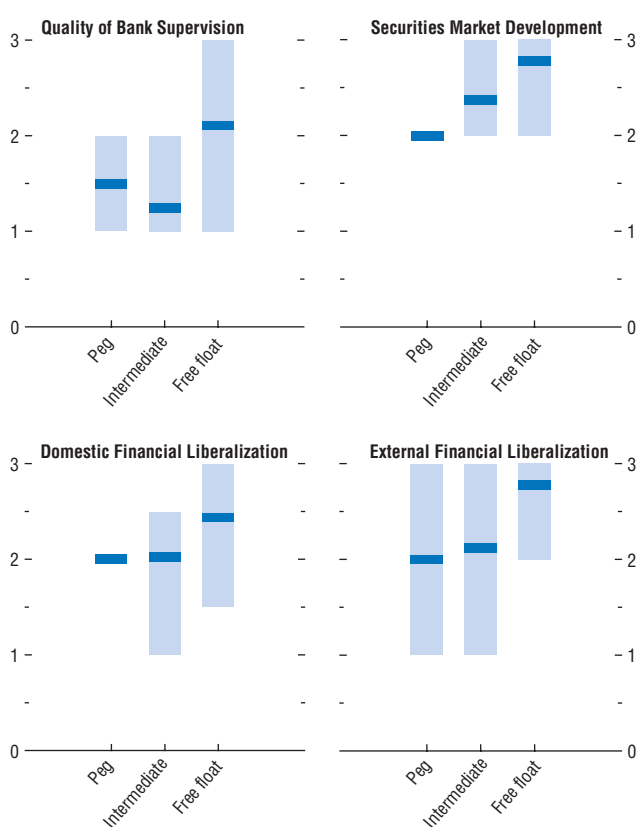 Quality of Bank Supervision
3
2
1
0
Peg
Intermediate
Free float
Securities Market Development
3
2
1
0
Peg
Intermediate
Free float
Domestic Financial Liberalization
3
2
1
0
Peg
Intermediate
Free float
External Financial Liberalization
3
2
1
0
Peg
Intermediate
Free float